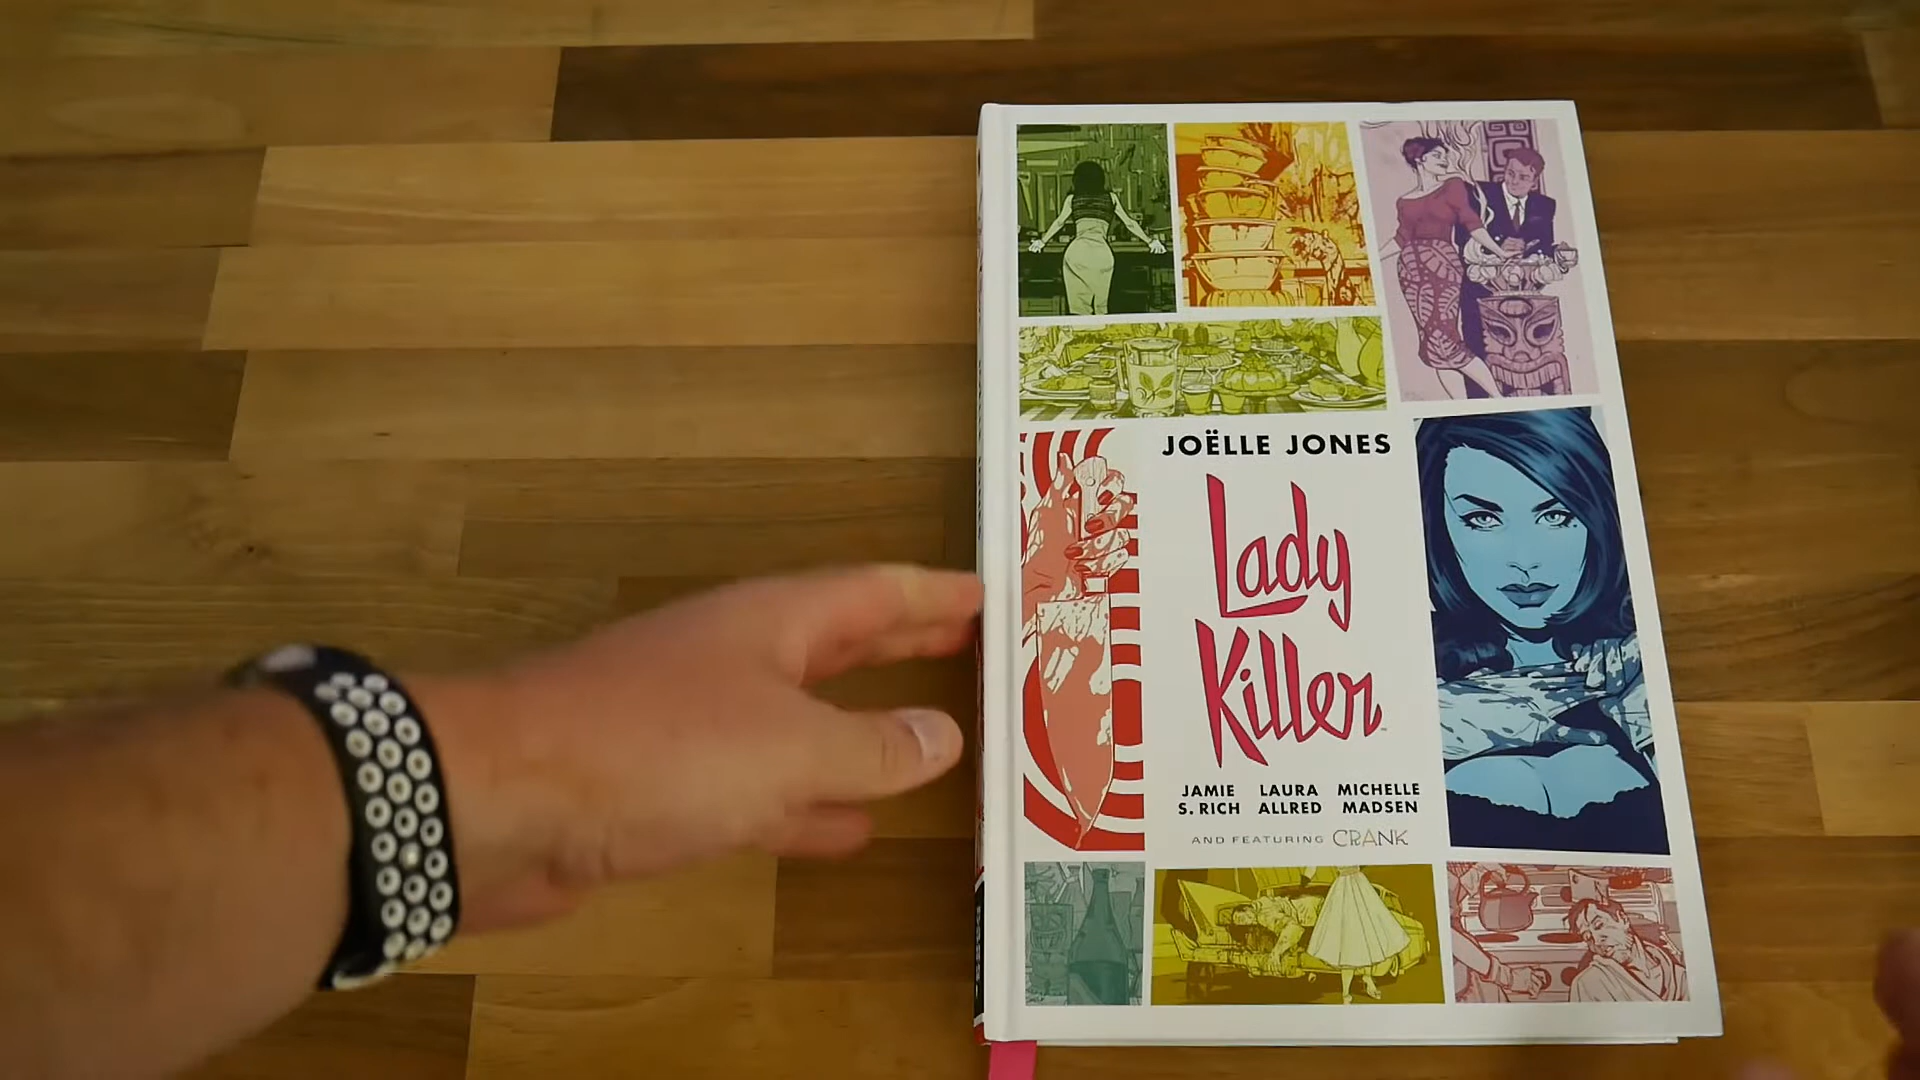 JOËLLE JONES
Lady
Killer
JAMIE LAURA MICHELLE
S. RICH ALLRED MADSEN
AND FEATURING CRANK